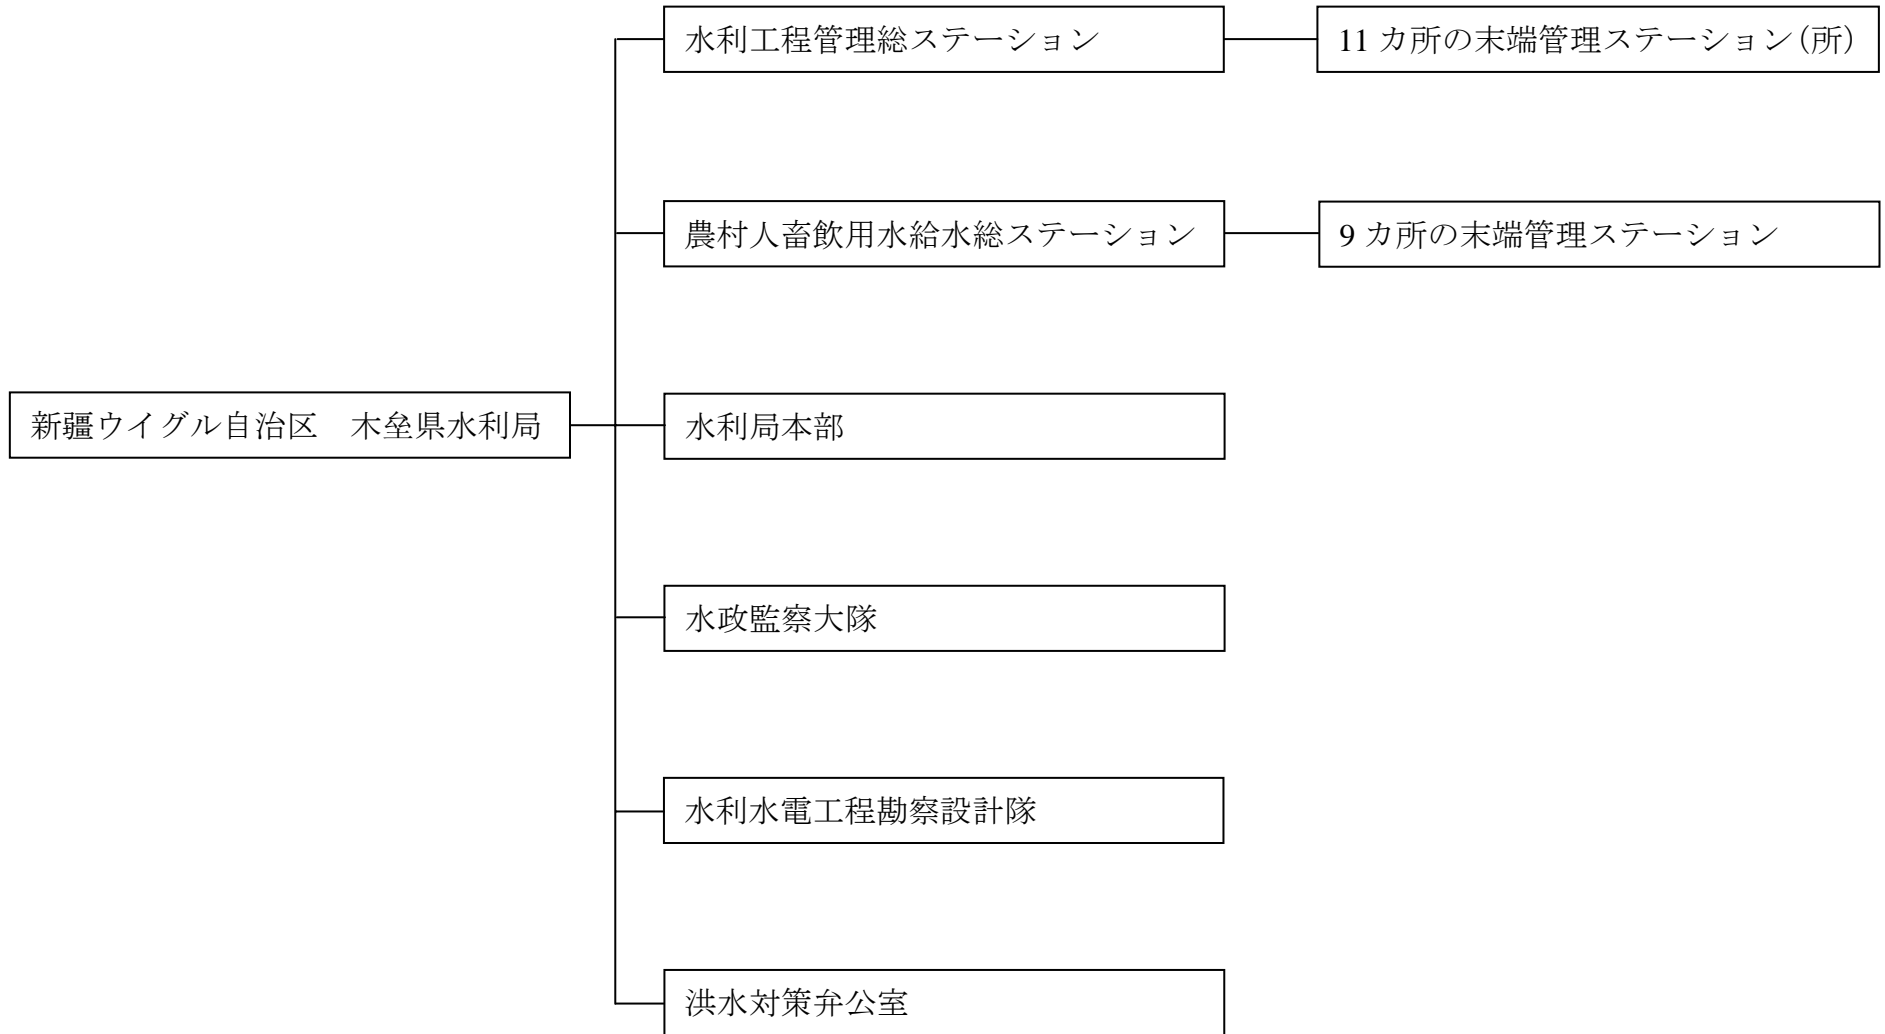 水利工程管理総ステーション
11 カ所の末端管理ステーション(所)
農村人畜飲用水給水総ステーション
9 カ所の末端管理ステーション
新疆ウイグル自治区　木垒県水利局
水利局本部
水政監察大隊
水利水電工程勘察設計隊
洪水対策弁公室